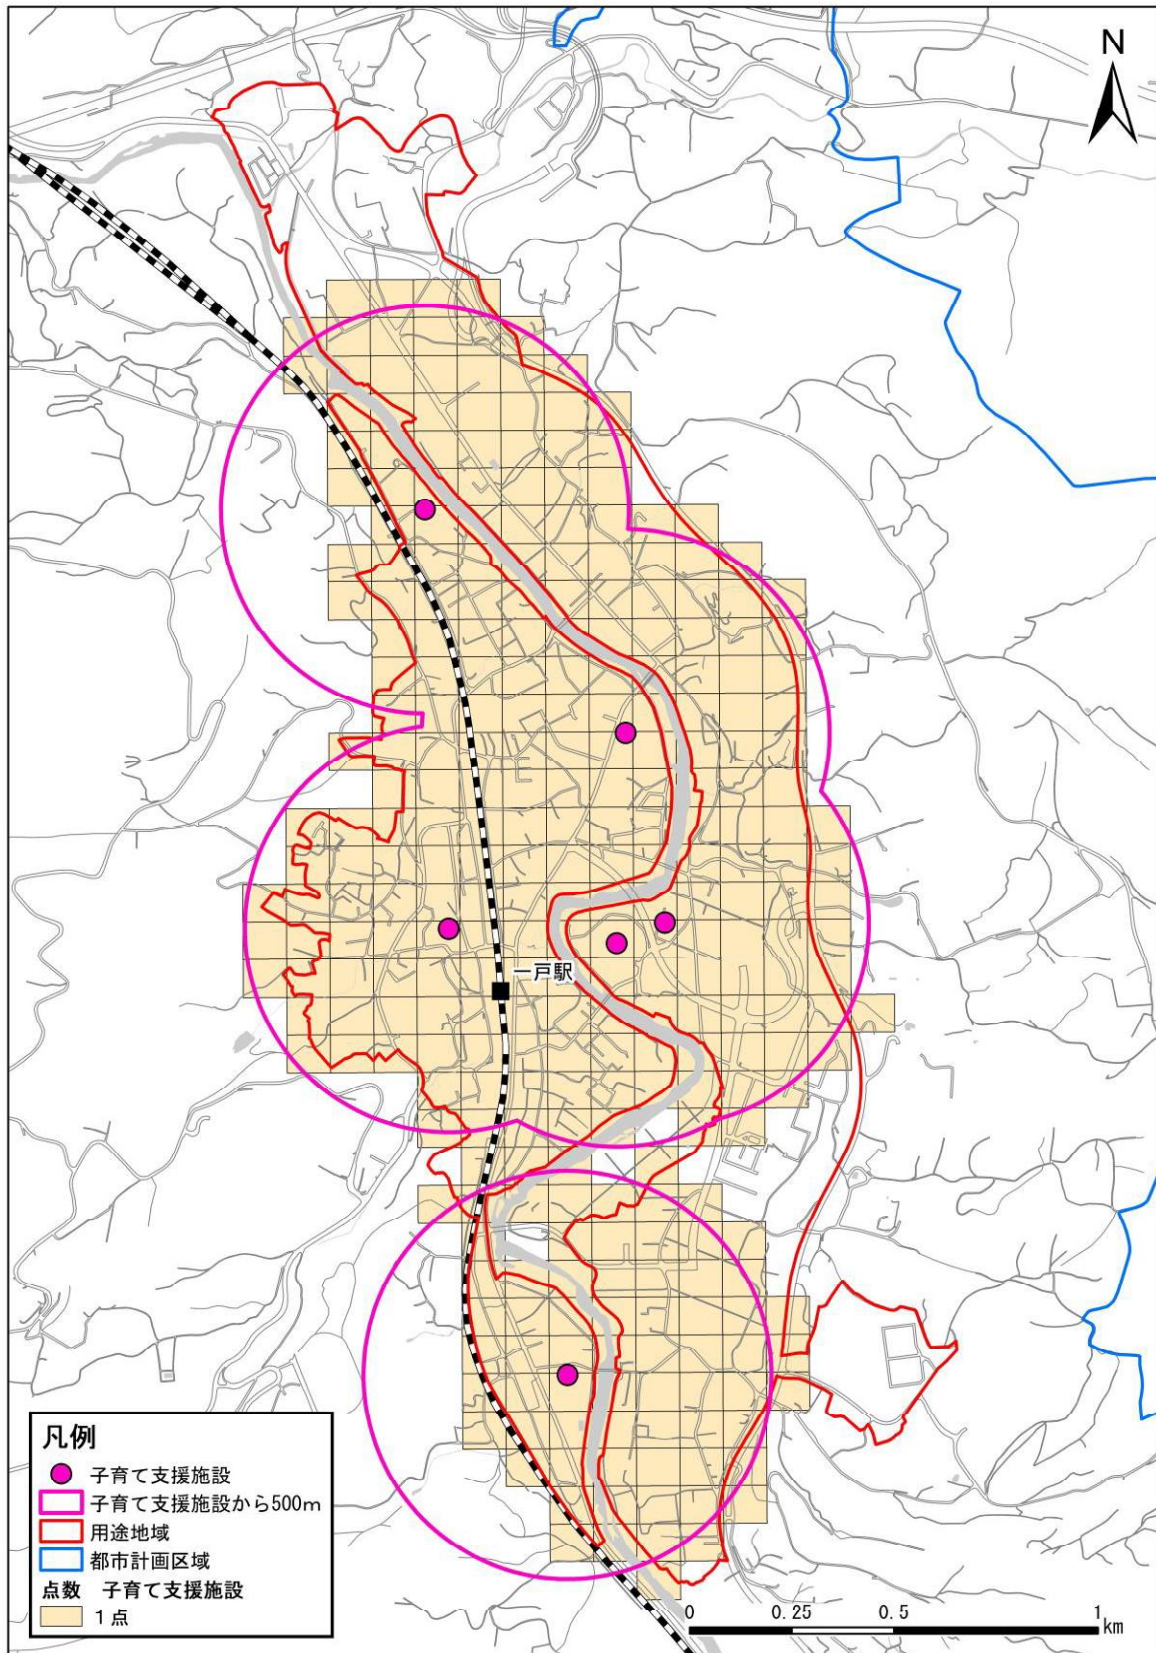 N
一戸駅
凡例
子育て支援施設
子育て支援施設から500m
用途地域
都市計画区域
点数 子育て支援施設
1点
0 0.25 0.5 1
km